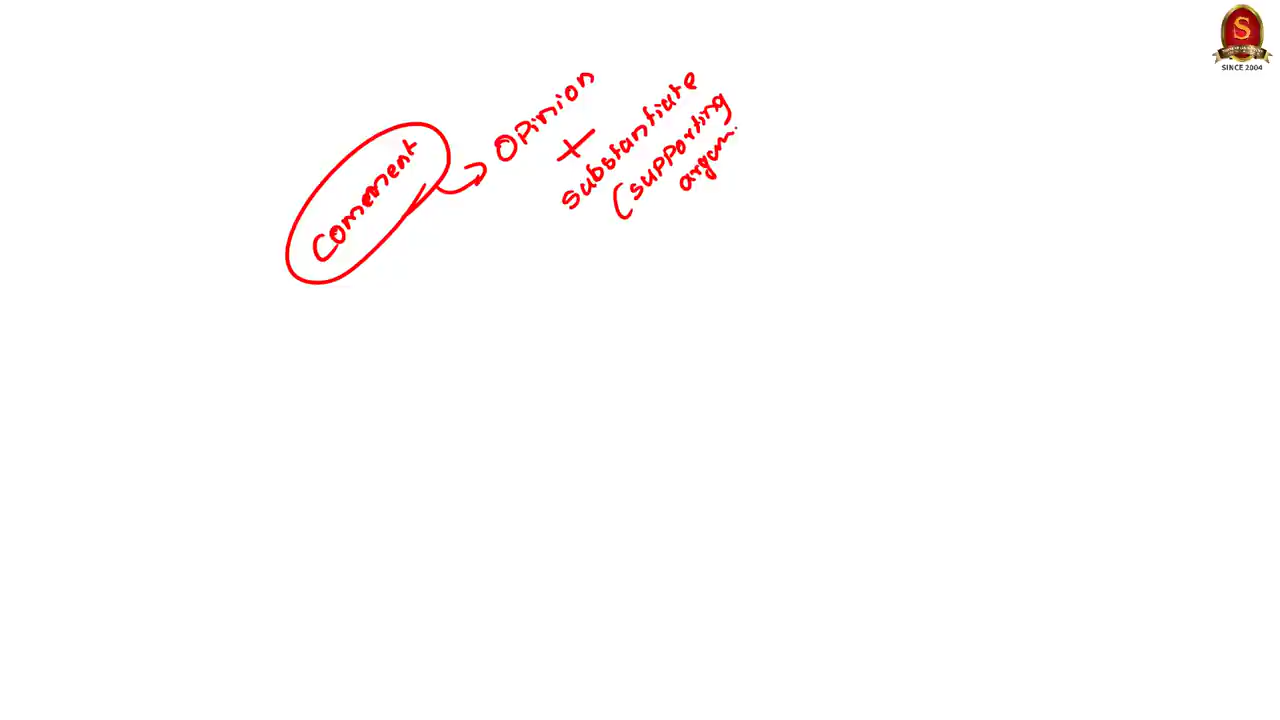 Comment
Opinion
+
Substantiate
(supporting
argum
S
SINCE 2004